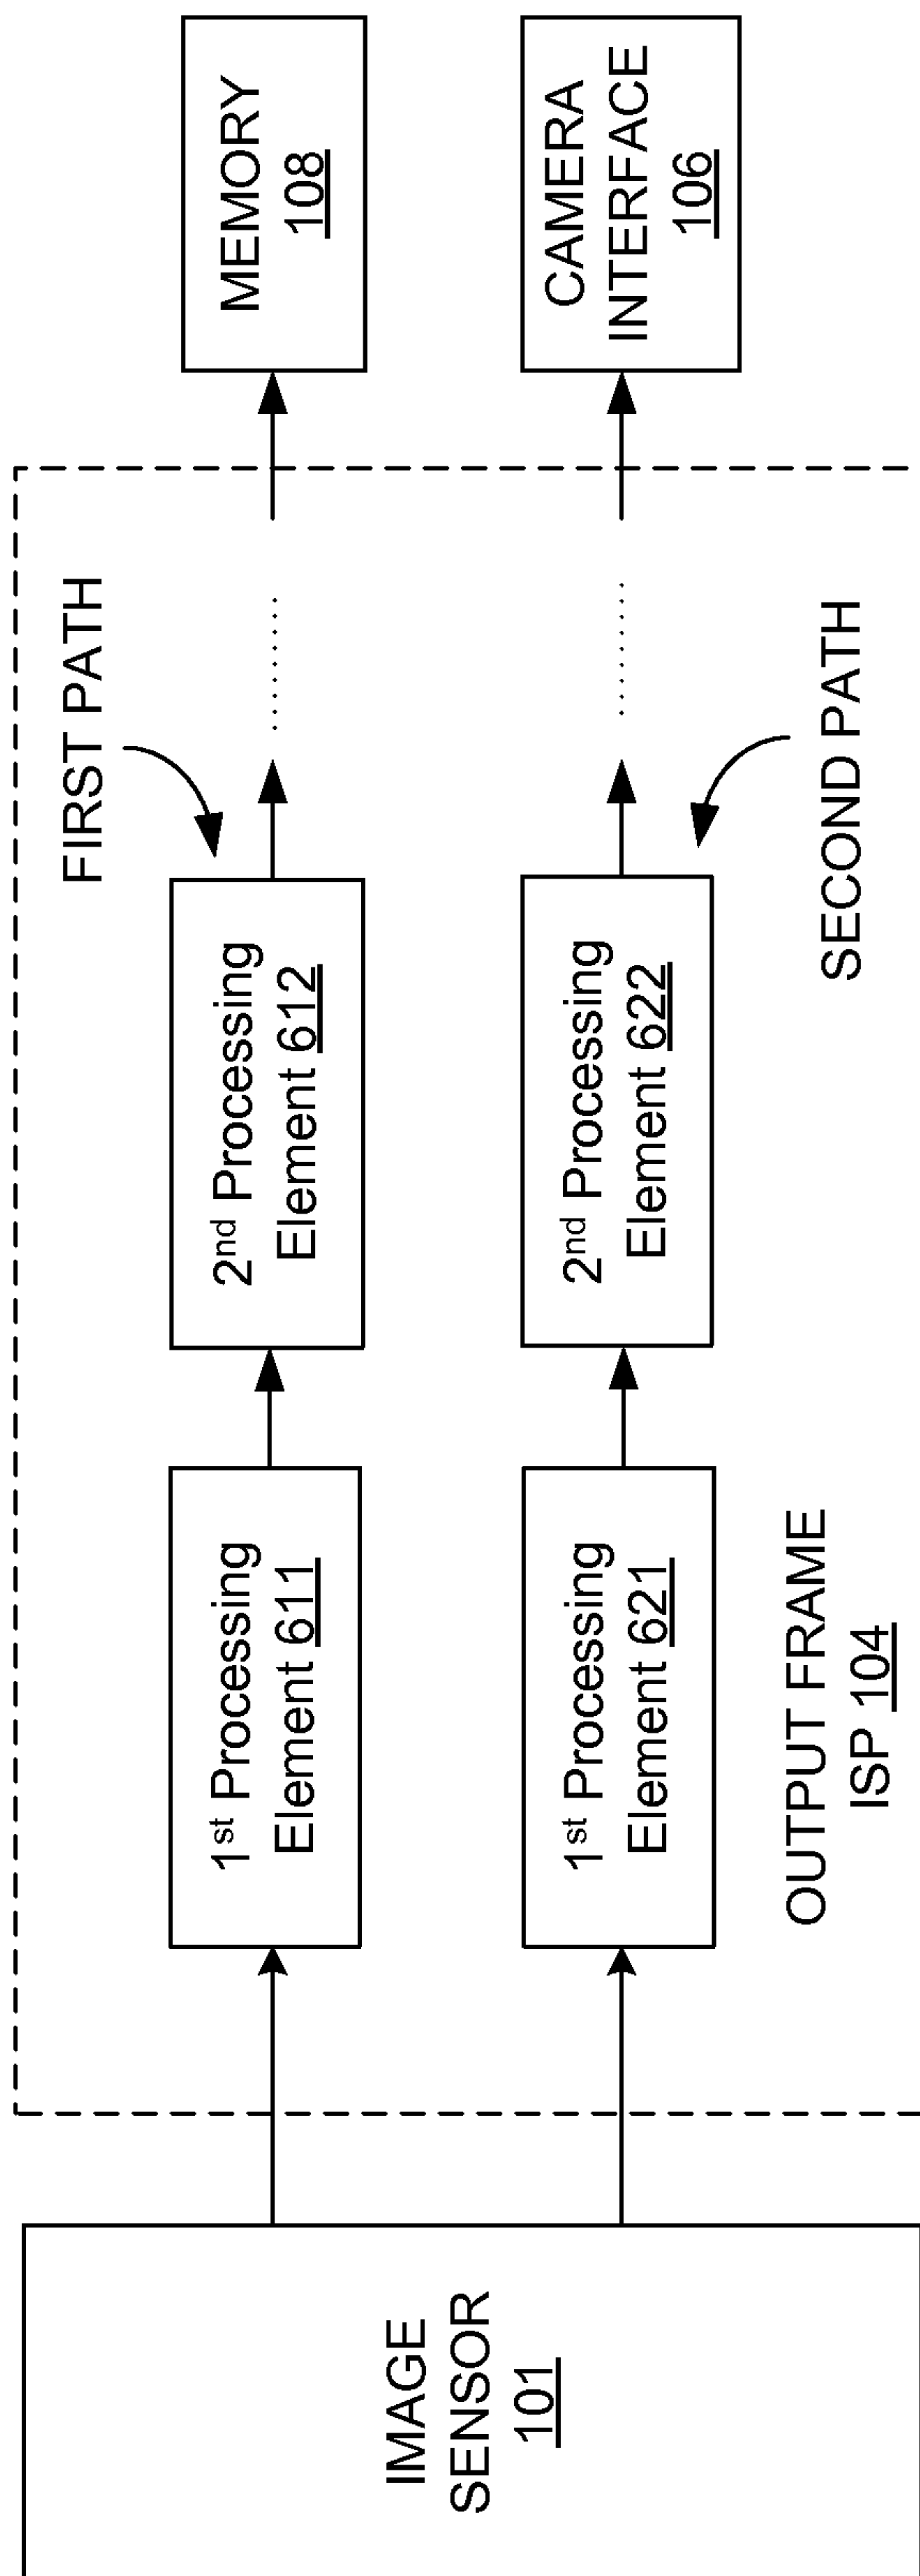 FIRST PATH
IMAGE
SENSOR
101
1st Processing
Element 611
2nd Processing
Element 612
MEMORY
108
1st Processing
Element 621
2nd Processing
Element 622
CAMERA
INTERFACE
106
OUTPUT FRAME
ISP 104
SECOND PATH